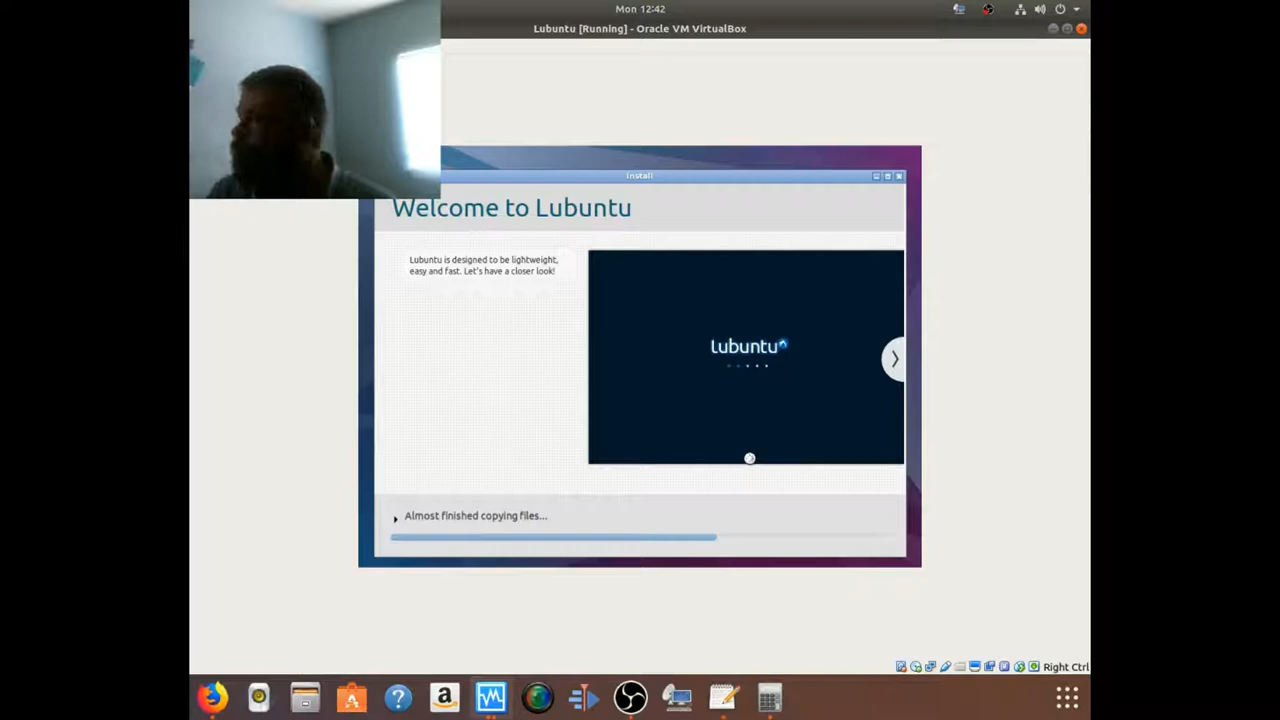 Mon 12:42
Lubuntu [Running] - Oracle VM VirtualBox
Install
Welcome to Lubuntu
Lubuntu is designed to be lightweight,
easy and fast. Let's have a closer look!
lubuntu
Almost finished copying files...
Right Ctrl